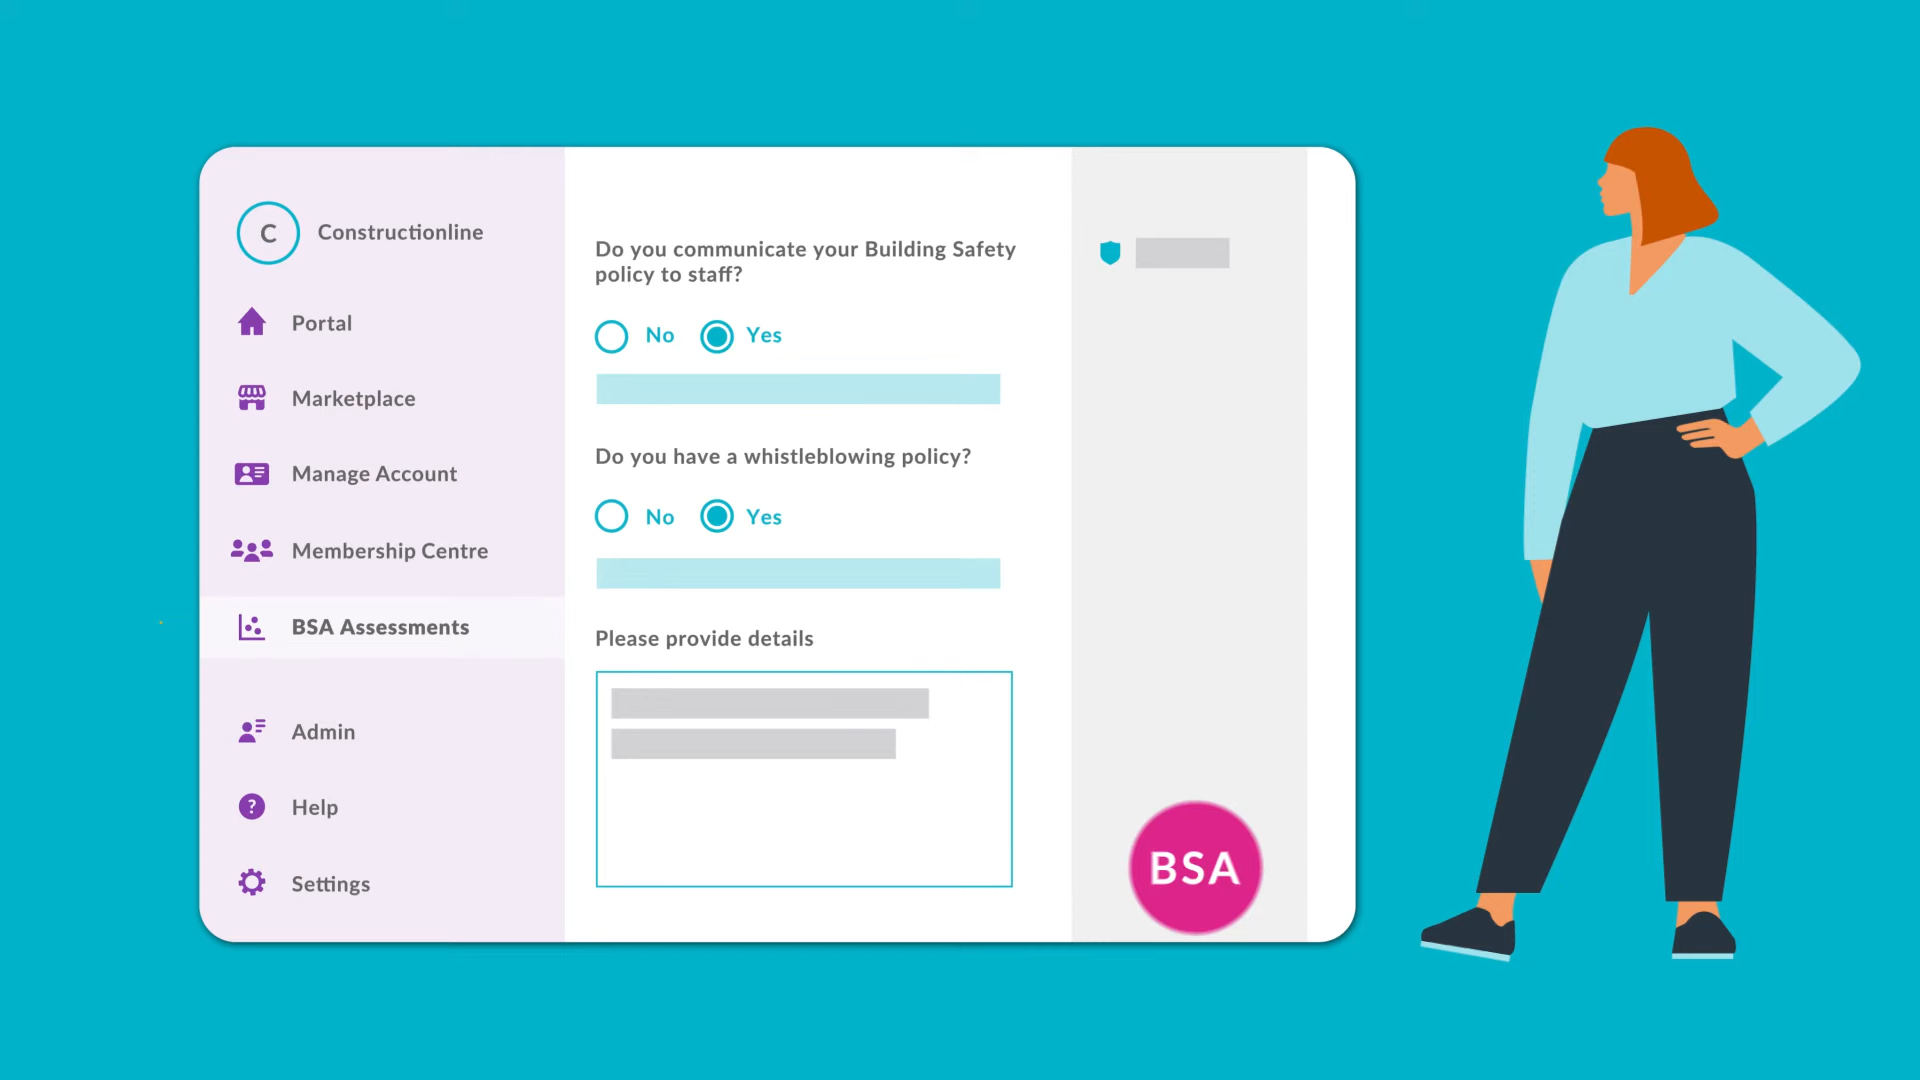 C
Constructionline
Portal
Marketplace
Manage Account
Membership Centre
BSA Assessments
Admin
?
Help
Settings
Do you communicate your Building Safety
policy to staff?
No Yes
Do you have a whistleblowing policy?
No Yes
Please provide details
BSA